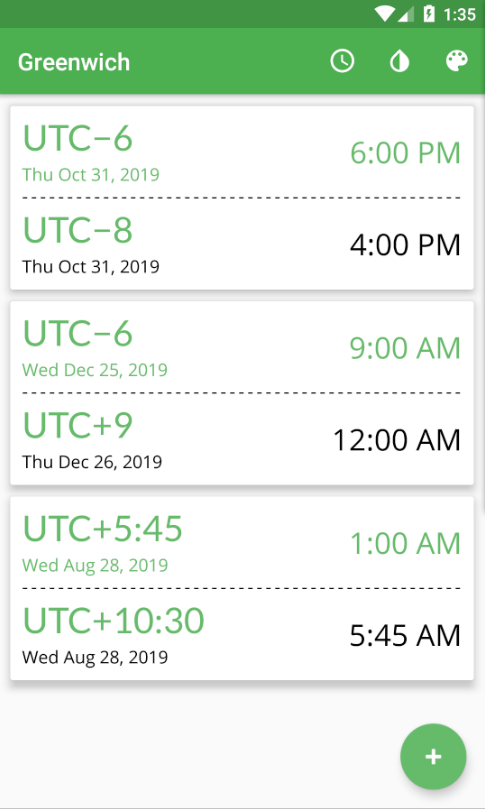 1:35
Greenwich
UTC−6
6:00 PM
Thu Oct 31, 2019
UTC−8
4:00 PM
Thu Oct 31, 2019
UTC−6
9:00 AM
Wed Dec 25, 2019
UTC+9
12:00 AM
Thu Dec 26, 2019
UTC+5:45
1:00 AM
Wed Aug 28, 2019
UTC+10:30
5:45 AM
Wed Aug 28, 2019
+